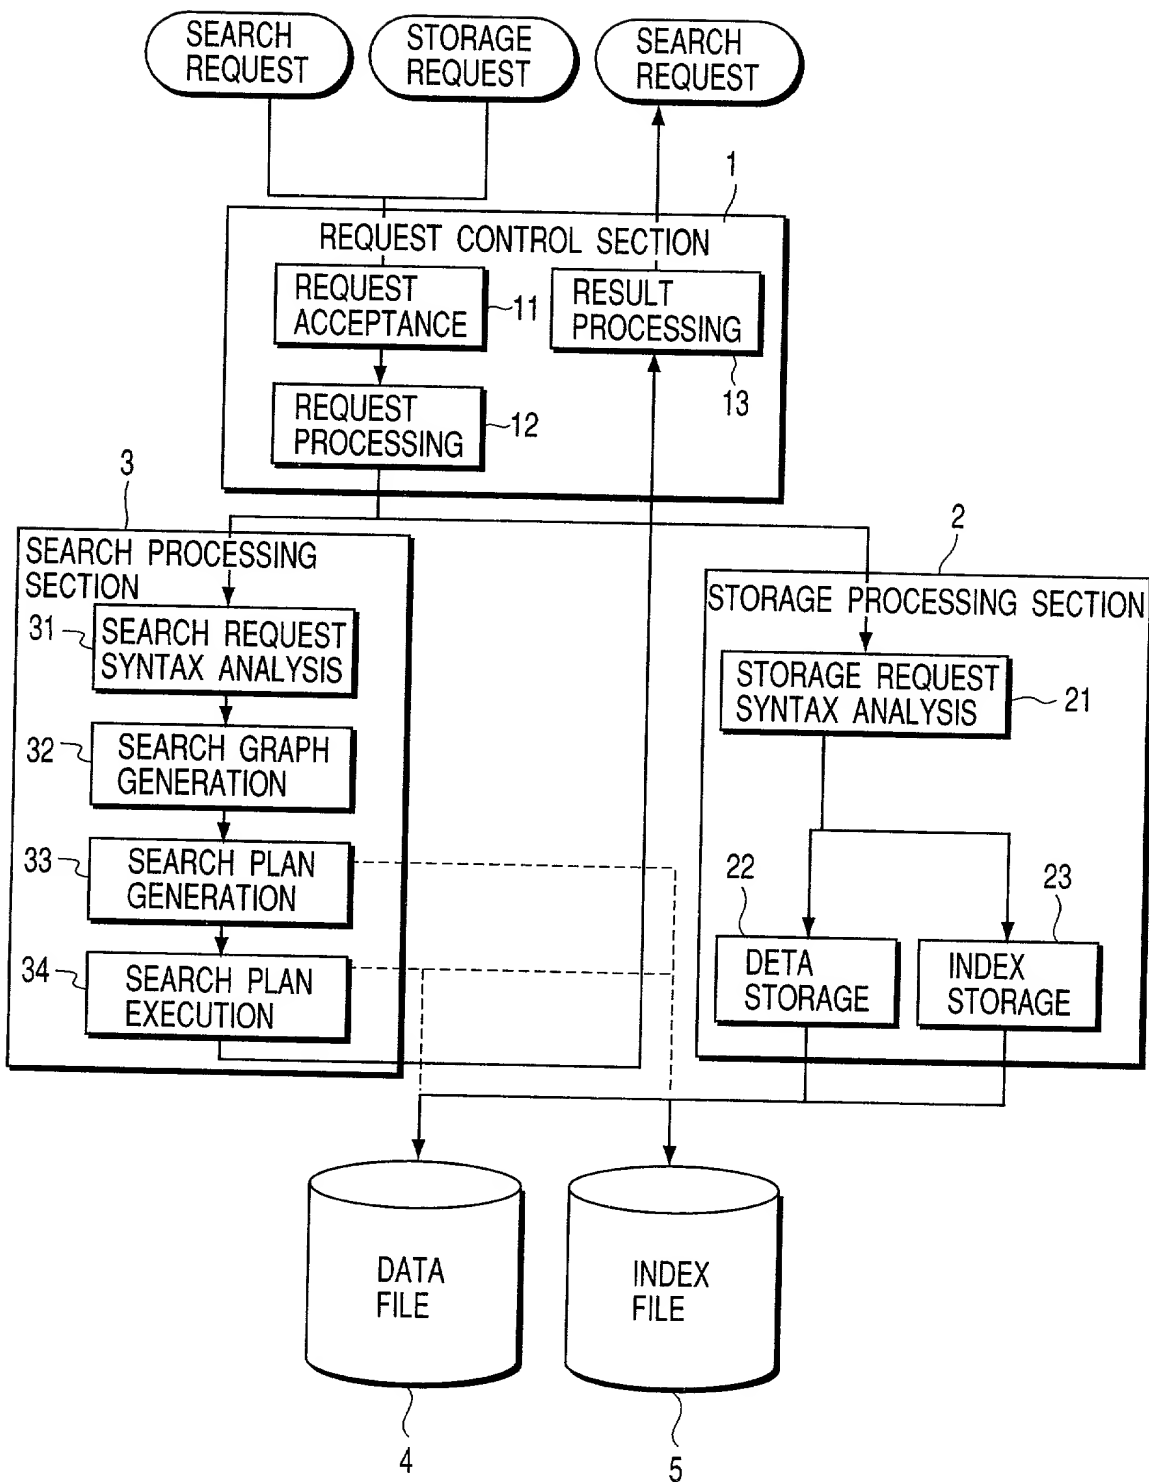 SEARCH
REQUEST
STORAGE
REQUEST
SEARCH
REQUEST
1
REQUEST CONTROL SECTION
REQUEST
ACCEPTANCE
11
RESULT
PROCESSING
13
REQUEST
PROCESSING
12
3
SEARCH PROCESSING
SECTION
31
SEARCH REQUEST
SYNTAX ANALYSIS
32
SEARCH GRAPH
GENERATION
33
SEARCH PLAN
GENERATION
34
SEARCH PLAN
EXECUTION
2
STORAGE PROCESSING SECTION
STORAGE REQUEST
SYNTAX ANALYSIS
21
22
DETA
STORAGE
23
INDEX
STORAGE
DATA
FILE
4
INDEX
FILE
5